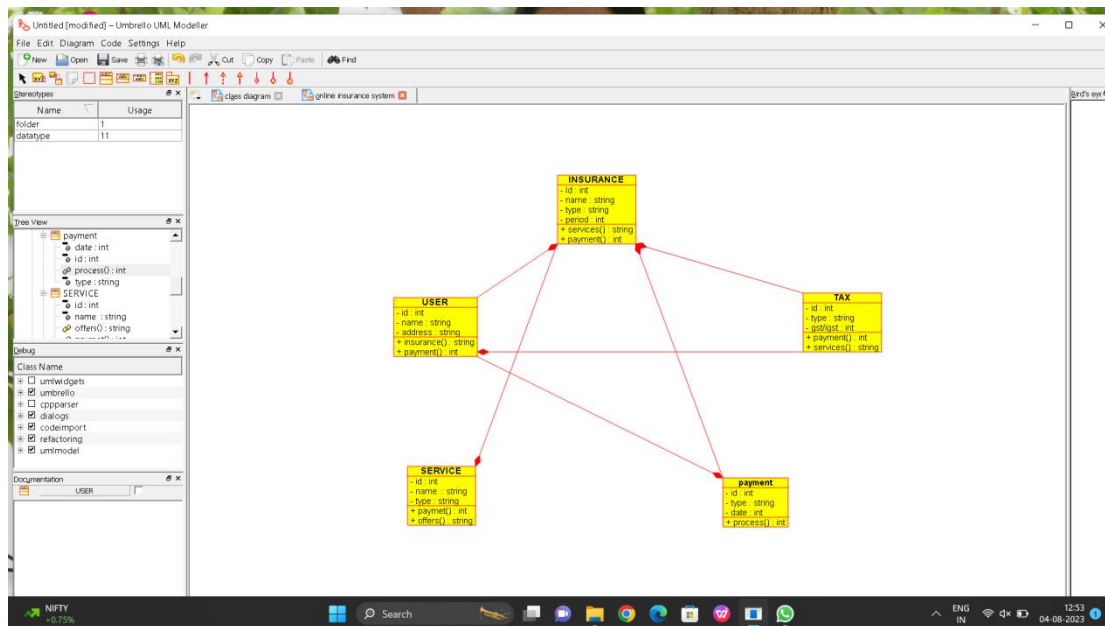 Untitled [modified] – Umbrello UML Modeller
File Edit Diagram Code Settings Help
New Open Save Cut Copy Paste Find
Stereotypes
Name Usage
folder 1
datatype 11
class diagram online insurance system
Bird's eye
Tree View
payment
date : int
id : int
process() : int
type : string
SERVICE
id : int
name : string
offers() : string
Debug
Class Name
umlwidgets
umbrello
cppparser
dialogs
codeimport
refactoring
umlmodel
Documentation
USER
INSURANCE
- Id : int
- name : string
- type : string
- period : int
+ services() : string
+ payment() : int
USER
- id : int
- name : string
- address : string
+ insurance() : string
+ payment() : int
TAX
- id : int
- type : string
- gst/igst : int
+ payment() : int
+ services() : string
SERVICE
- id : int
- name : string
- type : string
+ paymet() : int
+ offers() : string
payment
- id : int
- type : string
- date : int
+ process() : int
NIFTY
+0.75%
Search
ENG
IN
12:53
04-08-2023
1